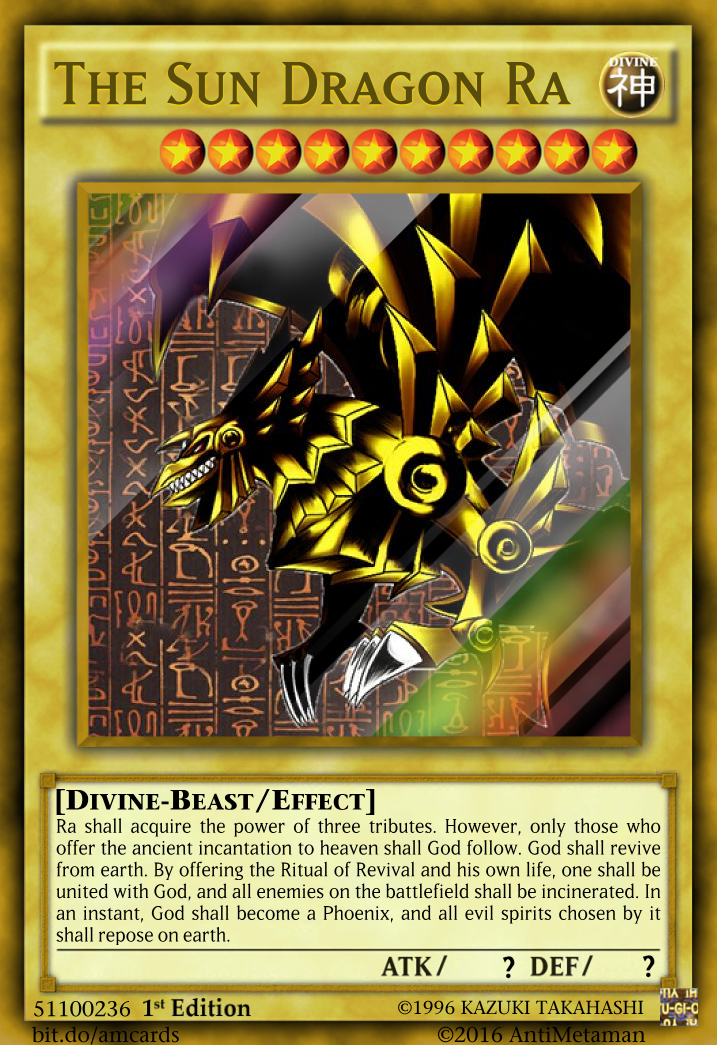 The Sun Dragon Ra
DIVINE
神
[Divine-Beast/Effect]
Ra shall acquire the power of three tributes. However, only those who
offer the ancient incantation to heaven shall God follow. God shall revive
from earth. By offering the Ritual of Revival and his own life, one shall be
united with God, and all enemies on the battlefield shall be incinerated. In
an instant, God shall become a Phoenix, and all evil spirits chosen by it
shall repose on earth.
ATK/ ? DEF/ ?
51100236 1st Edition ©1996 KAZUKI TAKAHASHI
bit.do/amcards ©2016 AntiMetaman